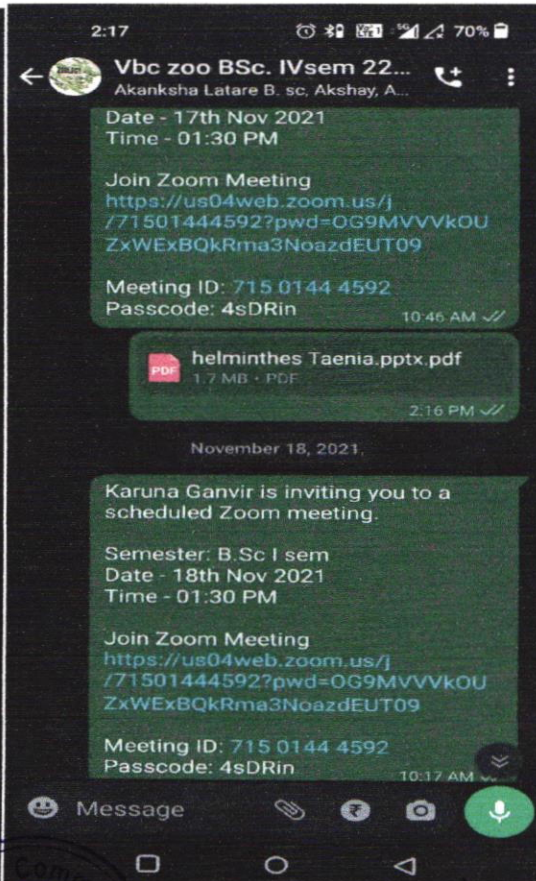 2:17
70%
Vbc zoo BSc. IVsem 22...
Akanksha Latare B. sc, Akshay, A...
Date - 17th Nov 2021
Time - 01:30 PM
Join Zoom Meeting
https://us04web.zoom.us/j
/71501444592?pwd=OG9MVVVkOU
ZxWExBQkRma3NoazdEUT09
Meeting ID: 715 0144 4592
Passcode: 4sDRin
10:46 AM
PDF
helminthes Taenia.pptx.pdf
1.7 MB • PDF
2:16 PM
November 18, 2021
Karuna Ganvir is inviting you to a
scheduled Zoom meeting.
Semester: B.Sc I sem
Date - 18th Nov 2021
Time - 01:30 PM
Join Zoom Meeting
https://us04web.zoom.us/j
/71501444592?pwd=OG9MVVVkOU
ZxWExBQkRma3NoazdEUT09
Meeting ID: 715 0144 4592
Passcode: 4sDRin
10:17 AM
Message